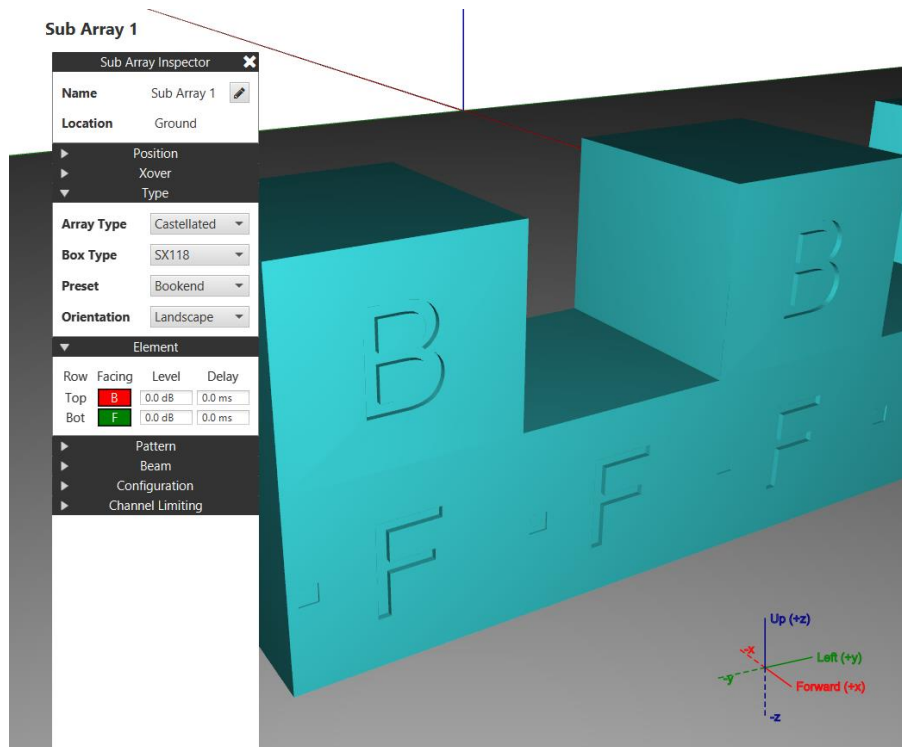 Sub Array 1
Sub Array Inspector ✖
Name Sub Array 1
Location Ground
Position
Xover
Type
Array Type Castellated
Box Type SX118
Preset Bookend
Orientation Landscape
Element
Row Facing Level Delay
Top B 0.0 dB 0.0 ms
Bot F 0.0 dB 0.0 ms
Pattern
Beam
Configuration
Channel Limiting
B
B
F
F
F
Up (+z)
-x
Left (+y)
-y
Forward (+x)
-z